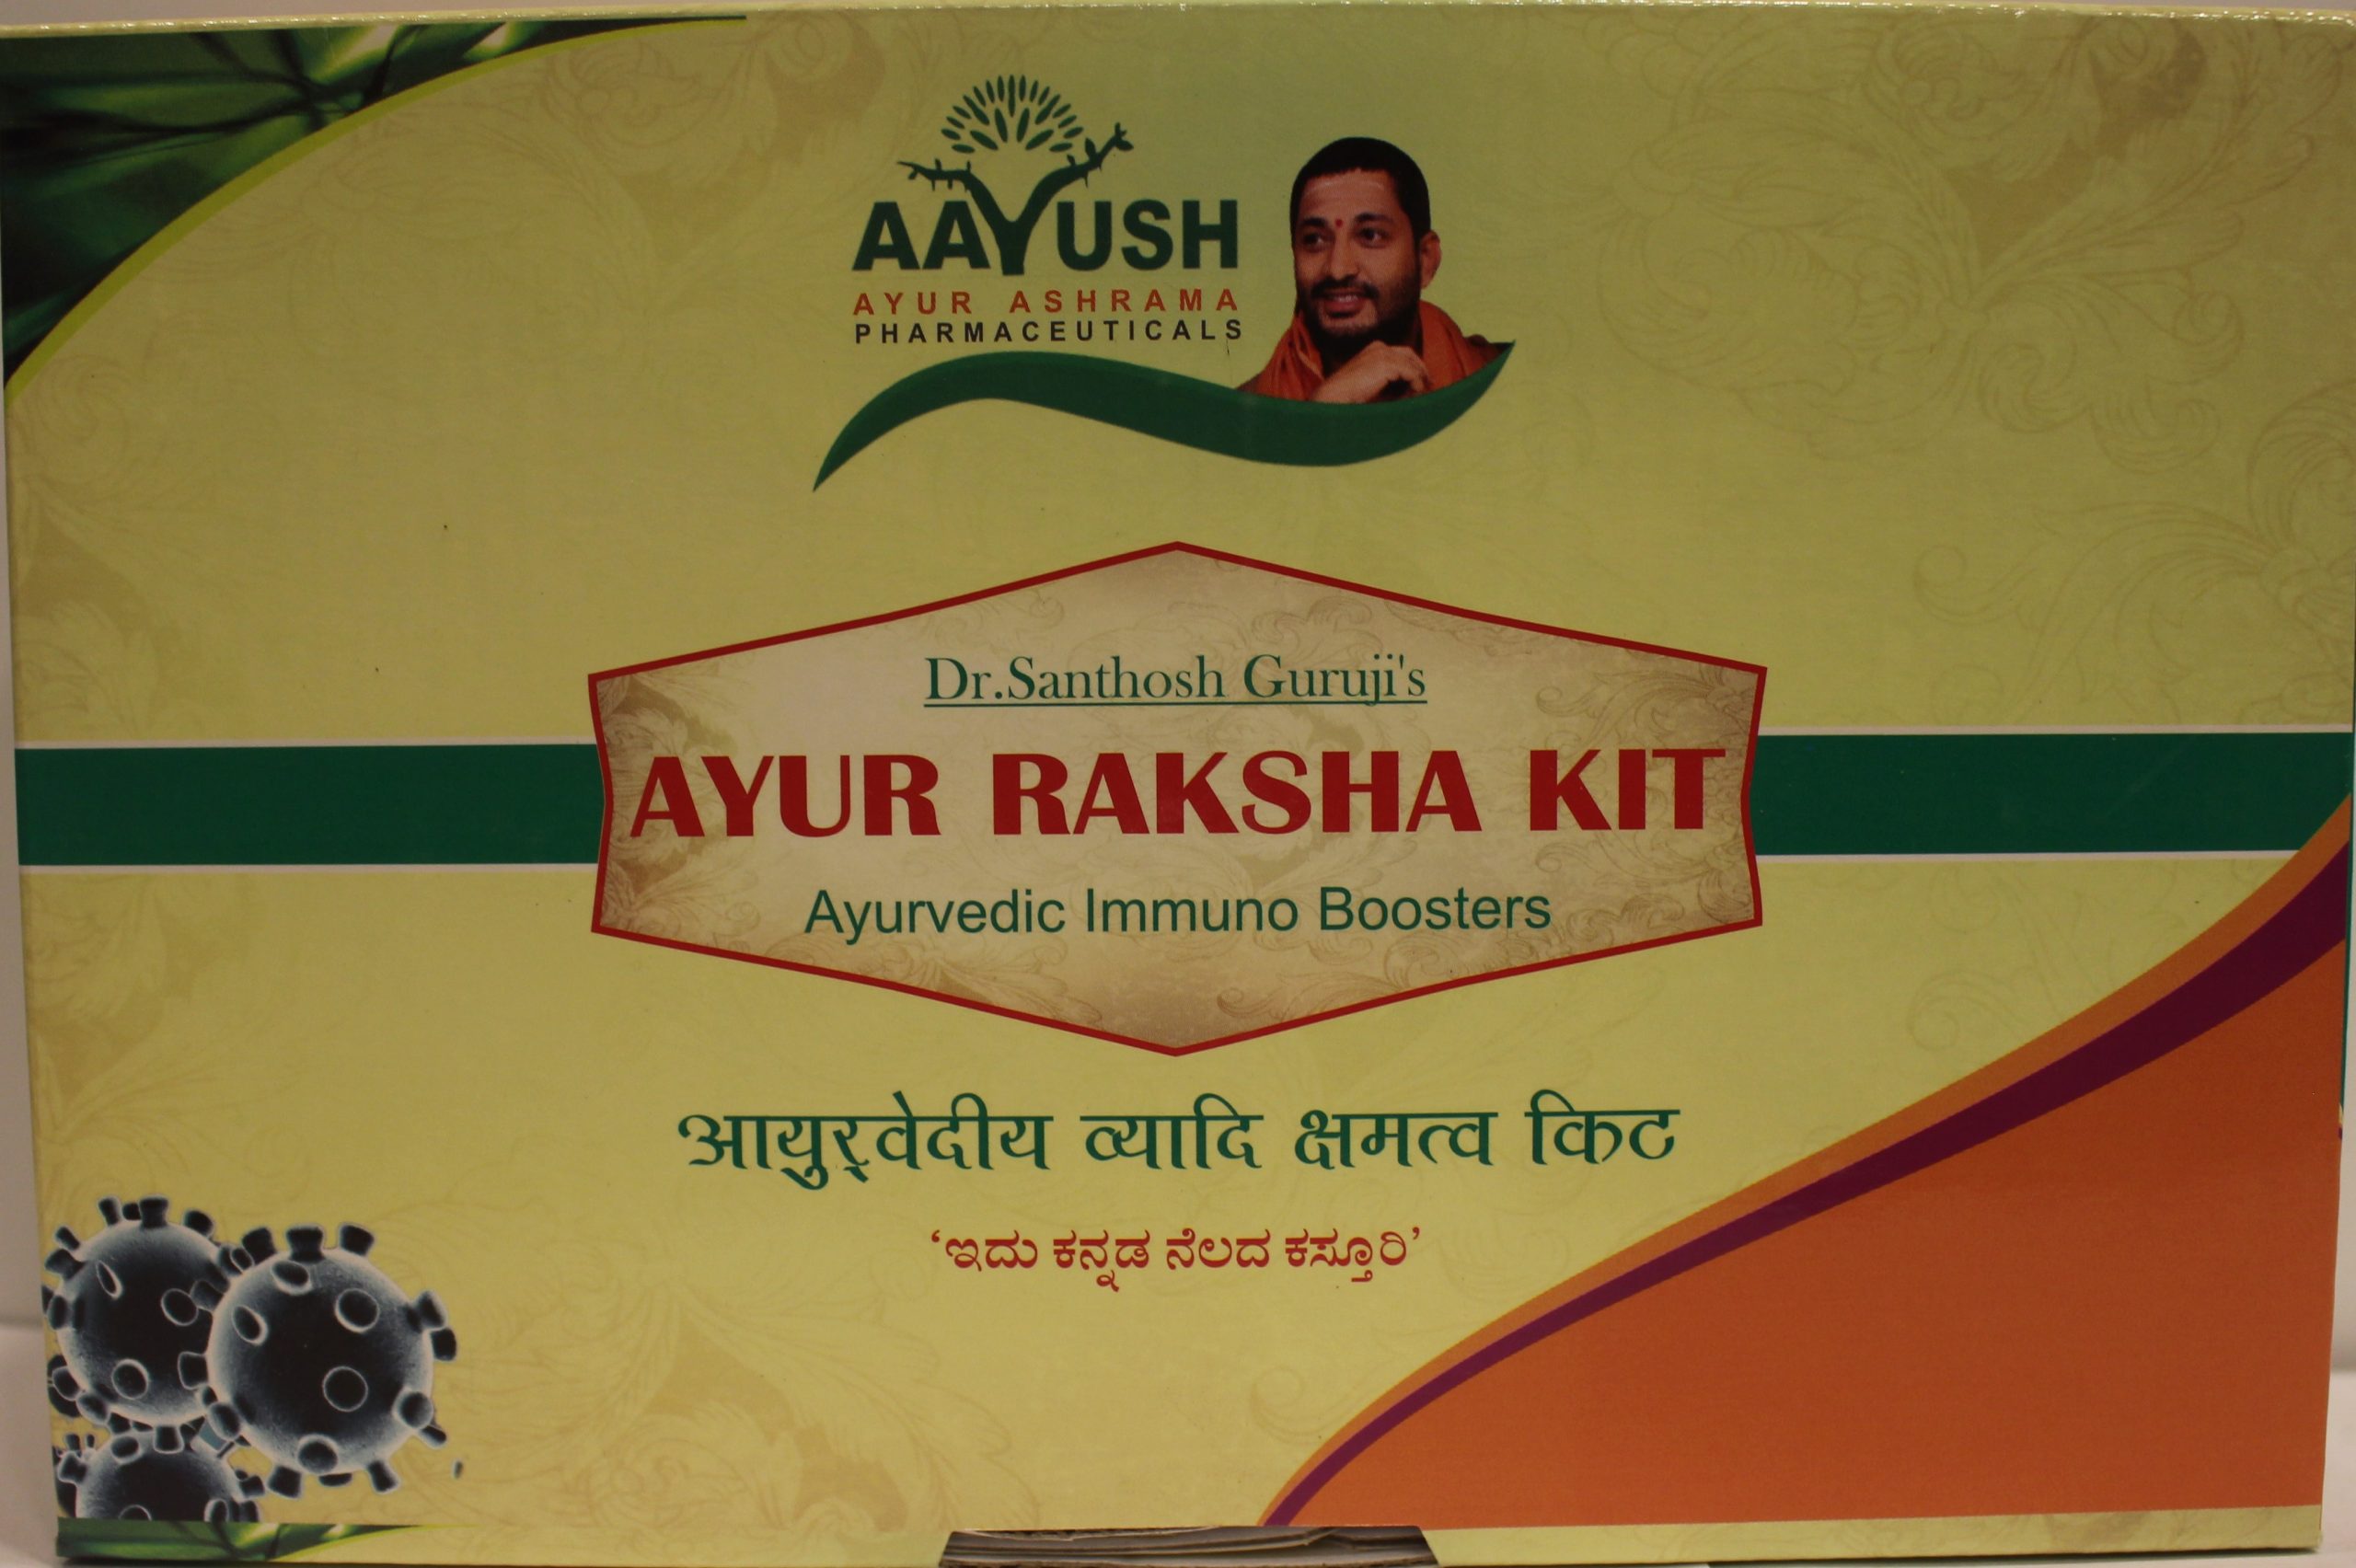 AAYUSH
AYUR ASHRAMA
PHARMACEUTICALS
Dr.Santhosh Guruji's
AYUR RAKSHA KIT
Ayurvedic Immuno Boosters
आयुर्‌वेदीय व्यादि क्षमत्व किट
‘ಇದು ಕನ್ನಡ ನೆಲದ ಕಸ್ತೂರಿ’